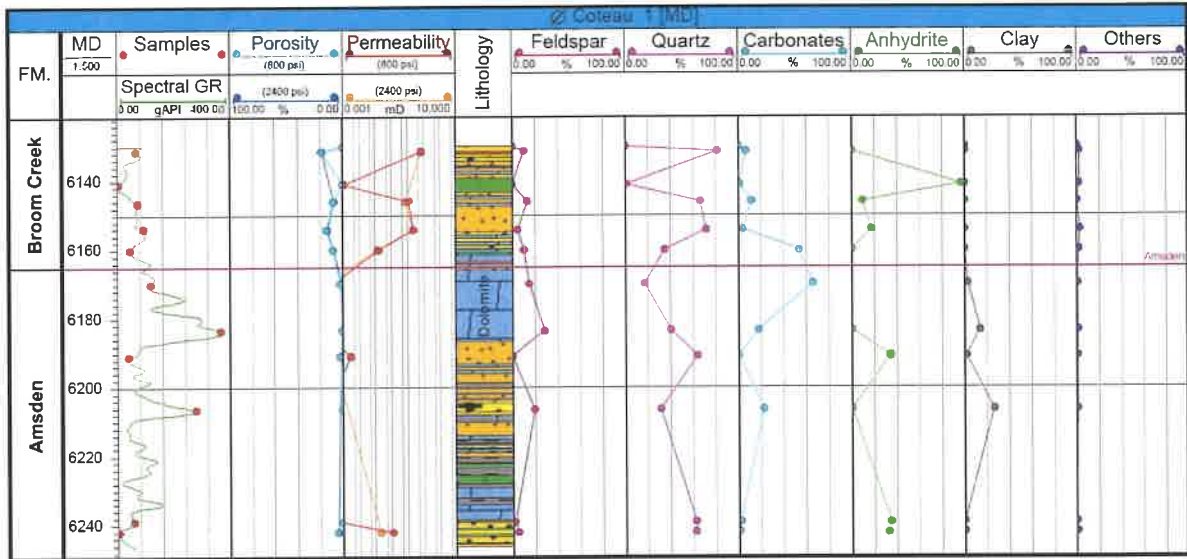 Ø Coteau 1 [MD]
FM.
MD
1:500
Samples
Spectral GR
0.00 gAPI 400.00
Porosity
(800 psi)
(2400 psi)
100.00 % 0.00
Permeability
(800 psi)
(2400 psi)
0.001 mD 10,000
Lithology
Feldspar
0.00 % 100.00
Quartz
0.00 % 100.00
Carbonates
0.00 % 100.00
Anhydrite
0.00 % 100.00
Clay
0.00 % 100.00
Others
0.00 % 100.00
Broom Creek
6140
6160
Amsden
Amsden
6180
6200
6220
6240
Dolomite